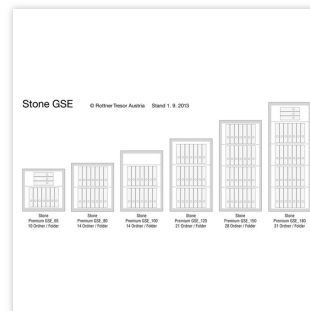 Stone GSE © RottnerTresor Austria Stand 1. 9. 2013
Stone
Premium GSE_65
10 Ordner / Folder
Stone
Premium GSE_80
14 Ordner / Folder
Stone
Premium GSE_100
14 Ordner / Folder
Stone
Premium GSE_120
21 Ordner / Folder
Stone
Premium GSE_150
28 Ordner / Folder
Stone
Premium GSE_180
31 Ordner / Folder